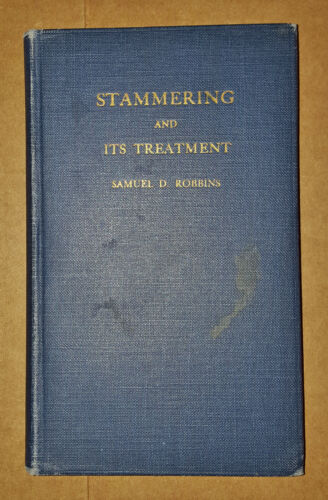 STAMMERING
AND
ITS TREATMENT
SAMUEL D. ROBBINS